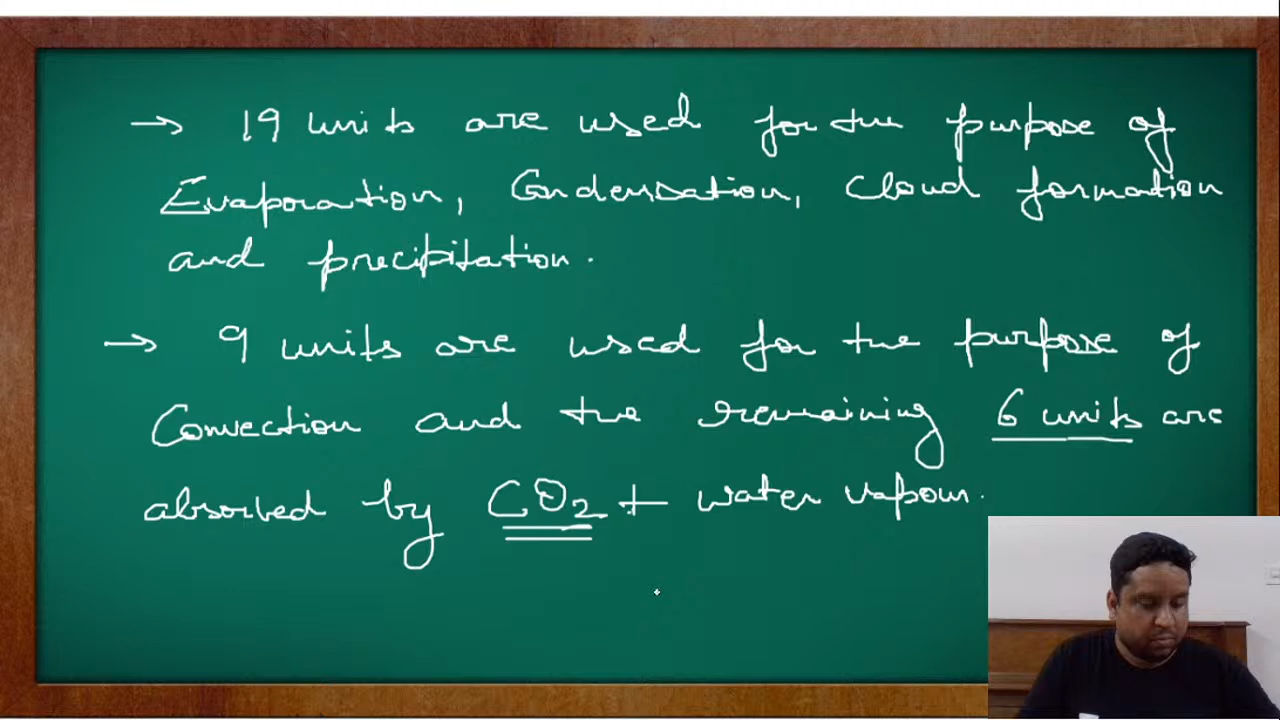 → 19 units are used for the purpose of
Evaporation, Condensation, Cloud formation
and precipitation.
→ 9 units are used for the purpose of
Convection and the remaining 6 units are
absorbed by CO₂ + water vapour.